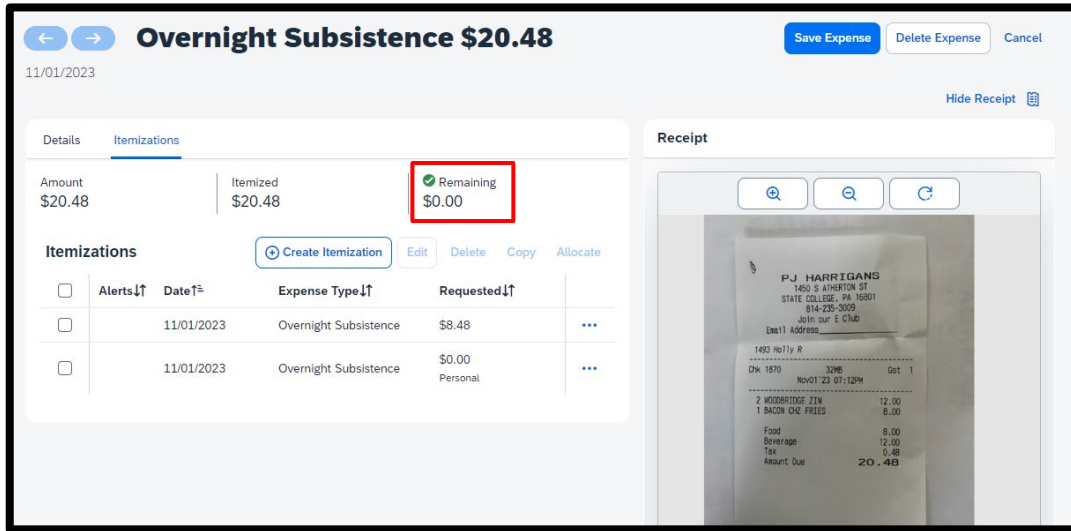 Overnight Subsistence $20.48
Save Expense
Delete Expense
Cancel
11/01/2023
Hide Receipt
Details
Itemizations
Amount
$20.48
Itemized
$20.48
Remaining
$0.00
Itemizations
Create Itemization
Edit
Delete
Copy
Allocate
Alerts Date Expense Type Requested
11/01/2023 Overnight Subsistence $8.48
11/01/2023 Overnight Subsistence $0.00
Personal
Receipt
PJ HARRIGANS
1450 S ATHERTON ST
STATE COLLEGE, PA 16801
814-235-3009
Join our E Club
Email Address
1493 Holly R
Chk 1870 32MB Gst 1
Nov01'23 07:12PM
2 WOODBRIDGE ZIN 12.00
1 BACON CHZ FRIES 8.00
Food 8.00
Beverage 12.00
Tax 0.48
Amount Due 20.48